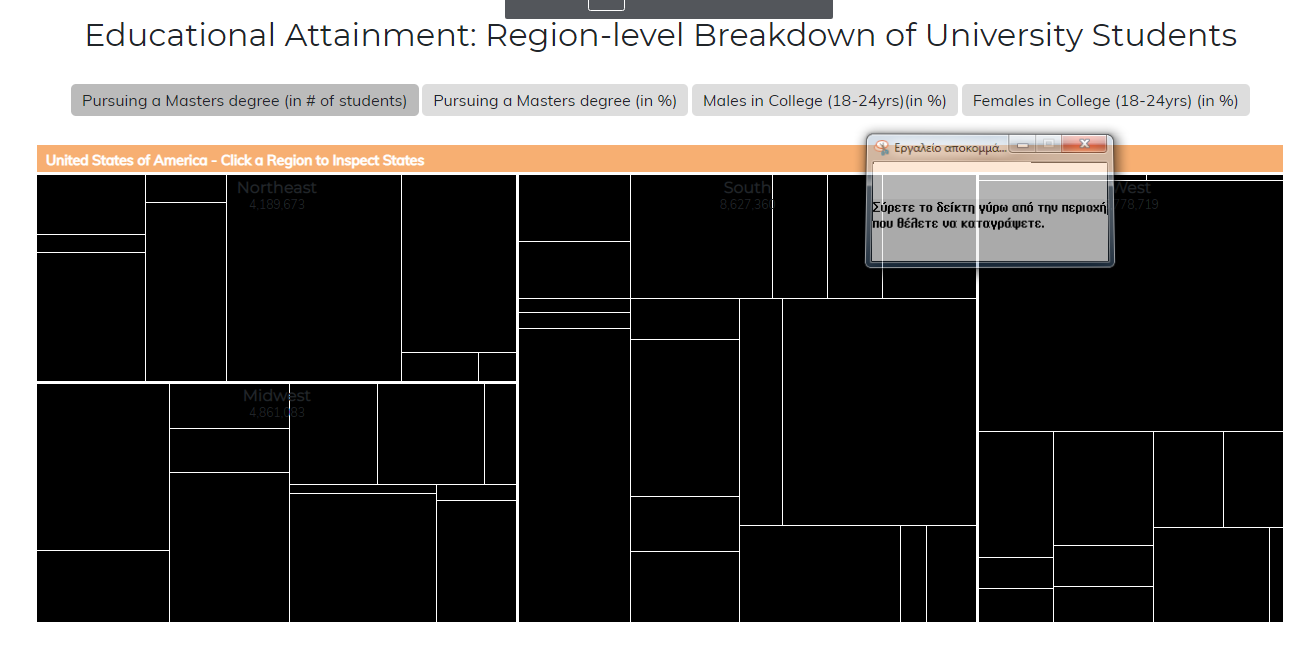 Educational Attainment: Region-level Breakdown of University Students
Pursuing a Masters degree (in # of students)
Pursuing a Masters degree (in %)
Males in College (18-24yrs)(in %)
Females in College (18-24yrs) (in %)
United States of America - Click a Region to Inspect States
Εργαλείο αποκομμά...
Σύρετε το δείκτη γύρω από την περιοχή
που θέλετε να καταγράψετε.
Northeast
4,189,673
South
8,627,360
West
778,719
Midwest
4,861,083